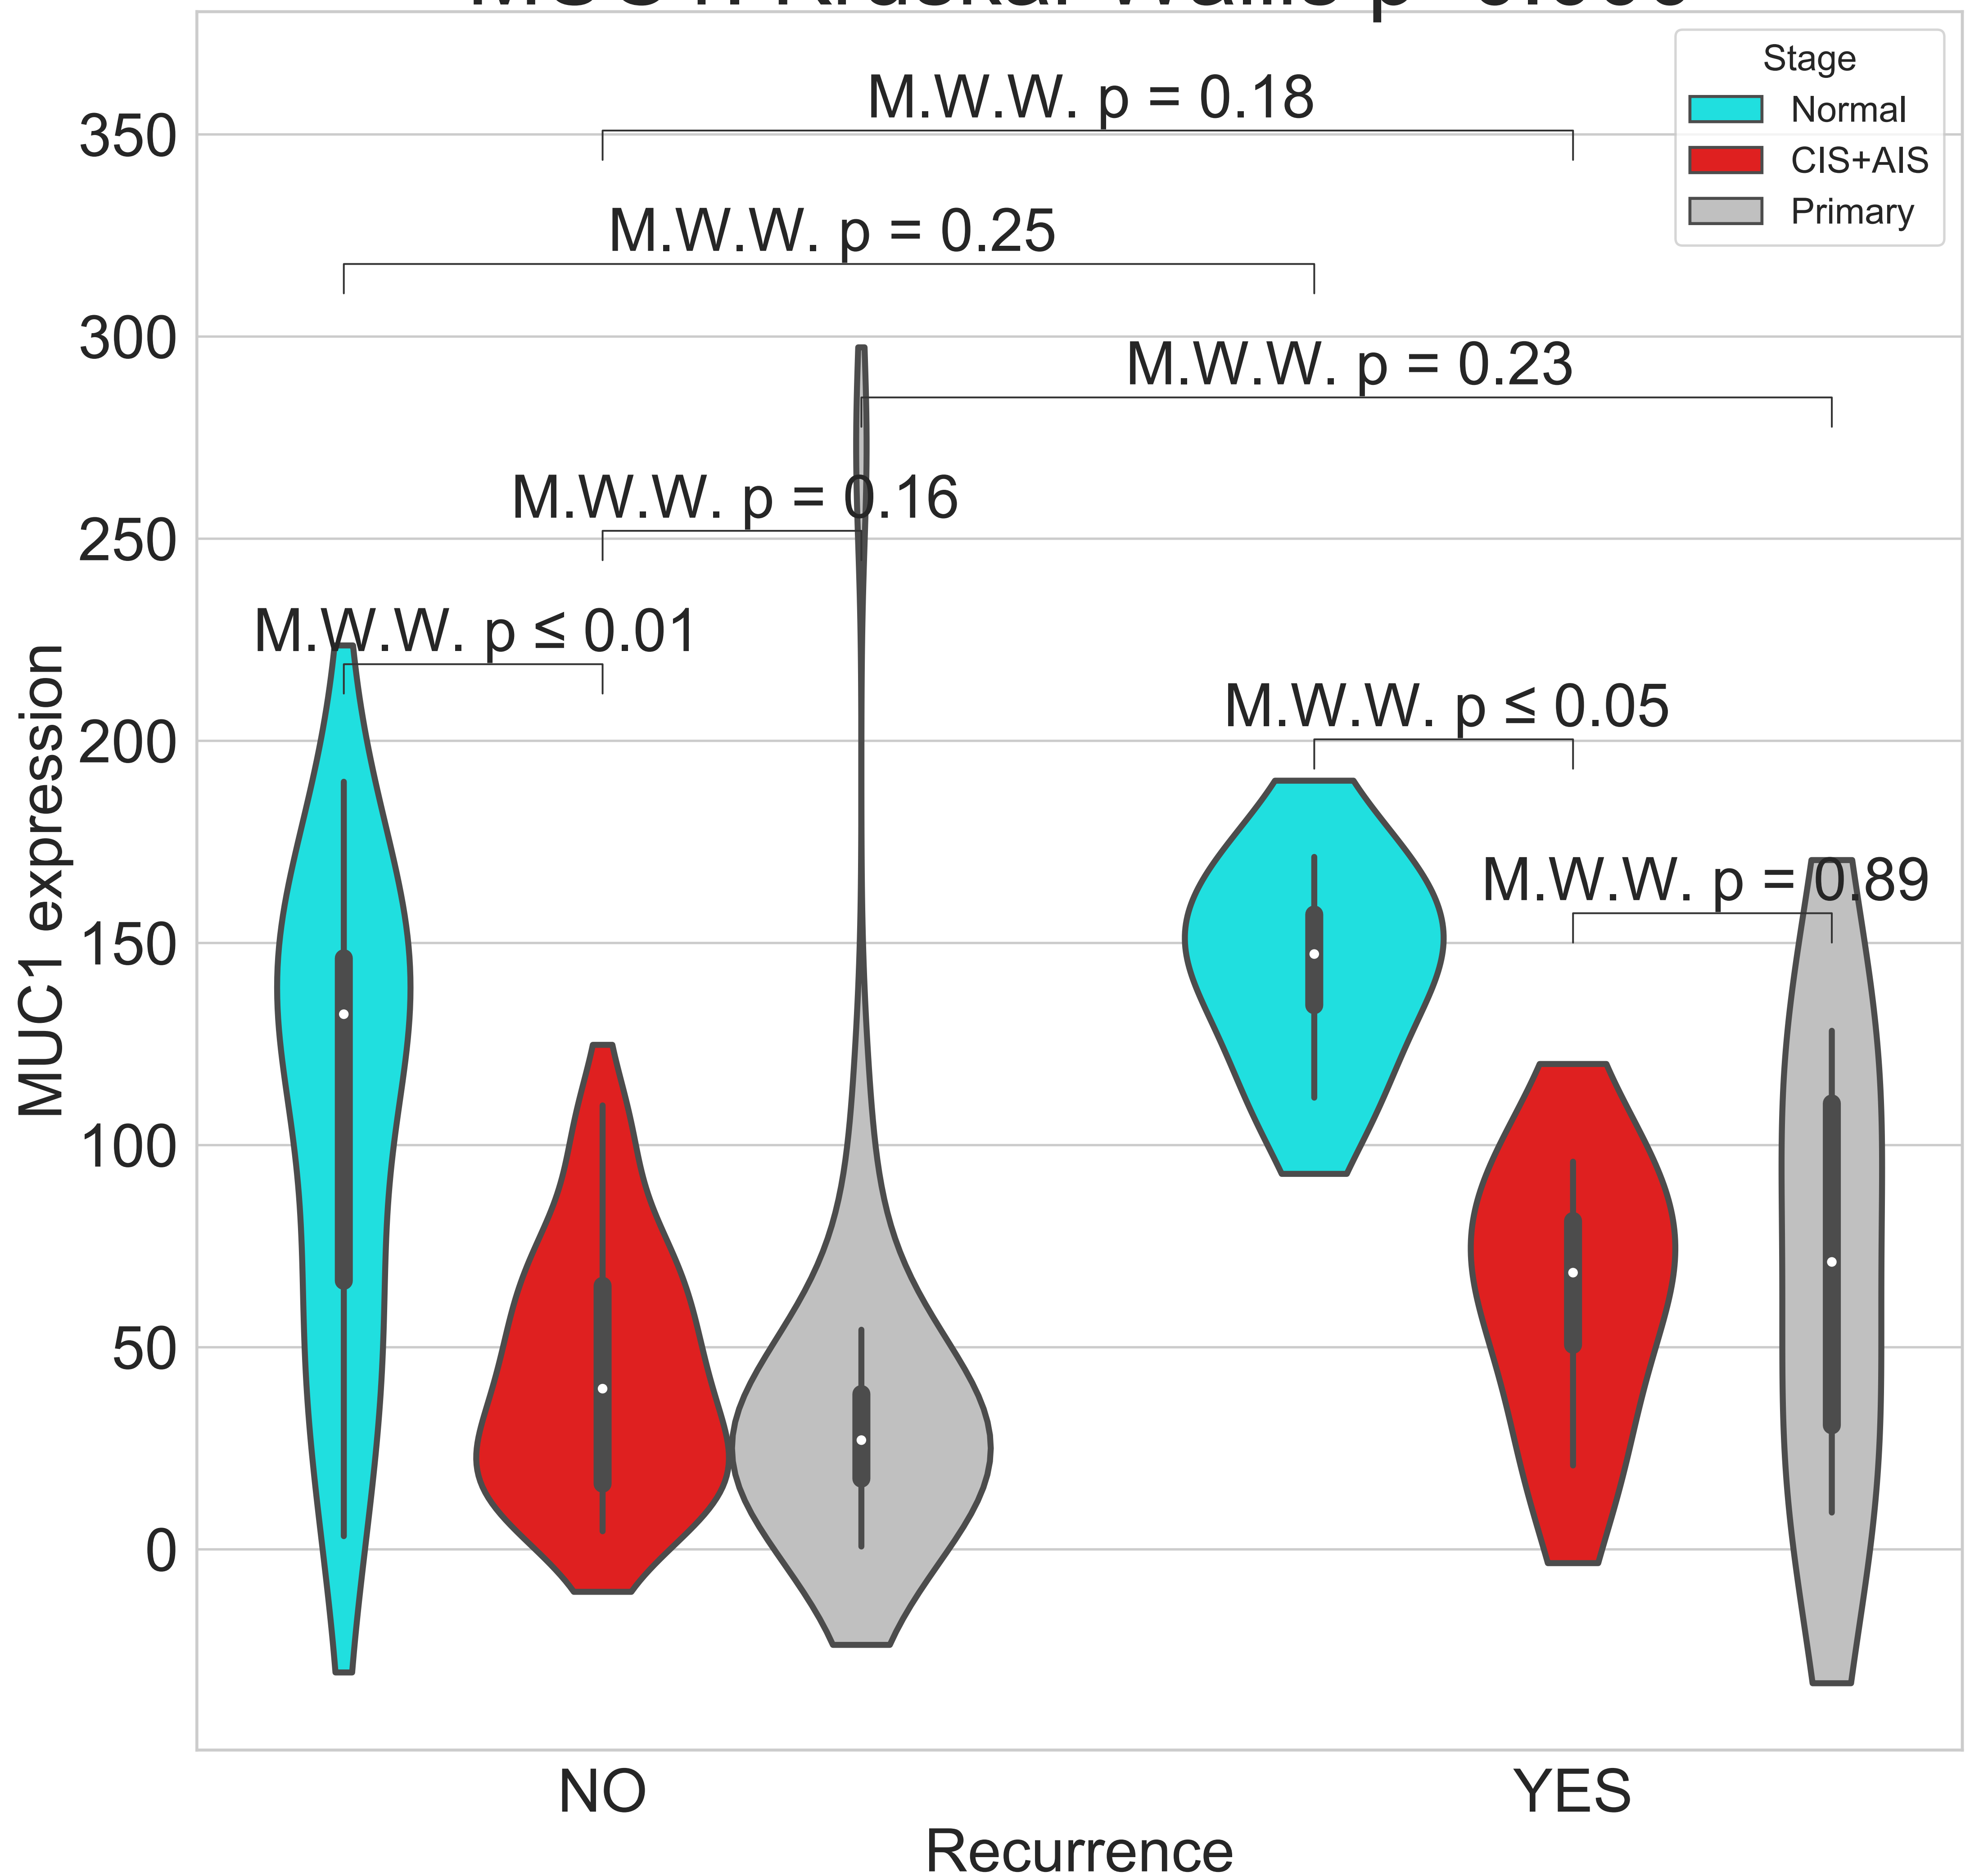 Stage
Normal
CIS+AIS
Primary
M.W.W. p = 0.18
M.W.W. p = 0.25
M.W.W. p = 0.23
M.W.W. p = 0.16
M.W.W. p ≤ 0.01
M.W.W. p ≤ 0.05
M.W.W. p = 0.89
350
300
250
200
150
100
50
0
MUC1 expression
NO
YES
Recurrence